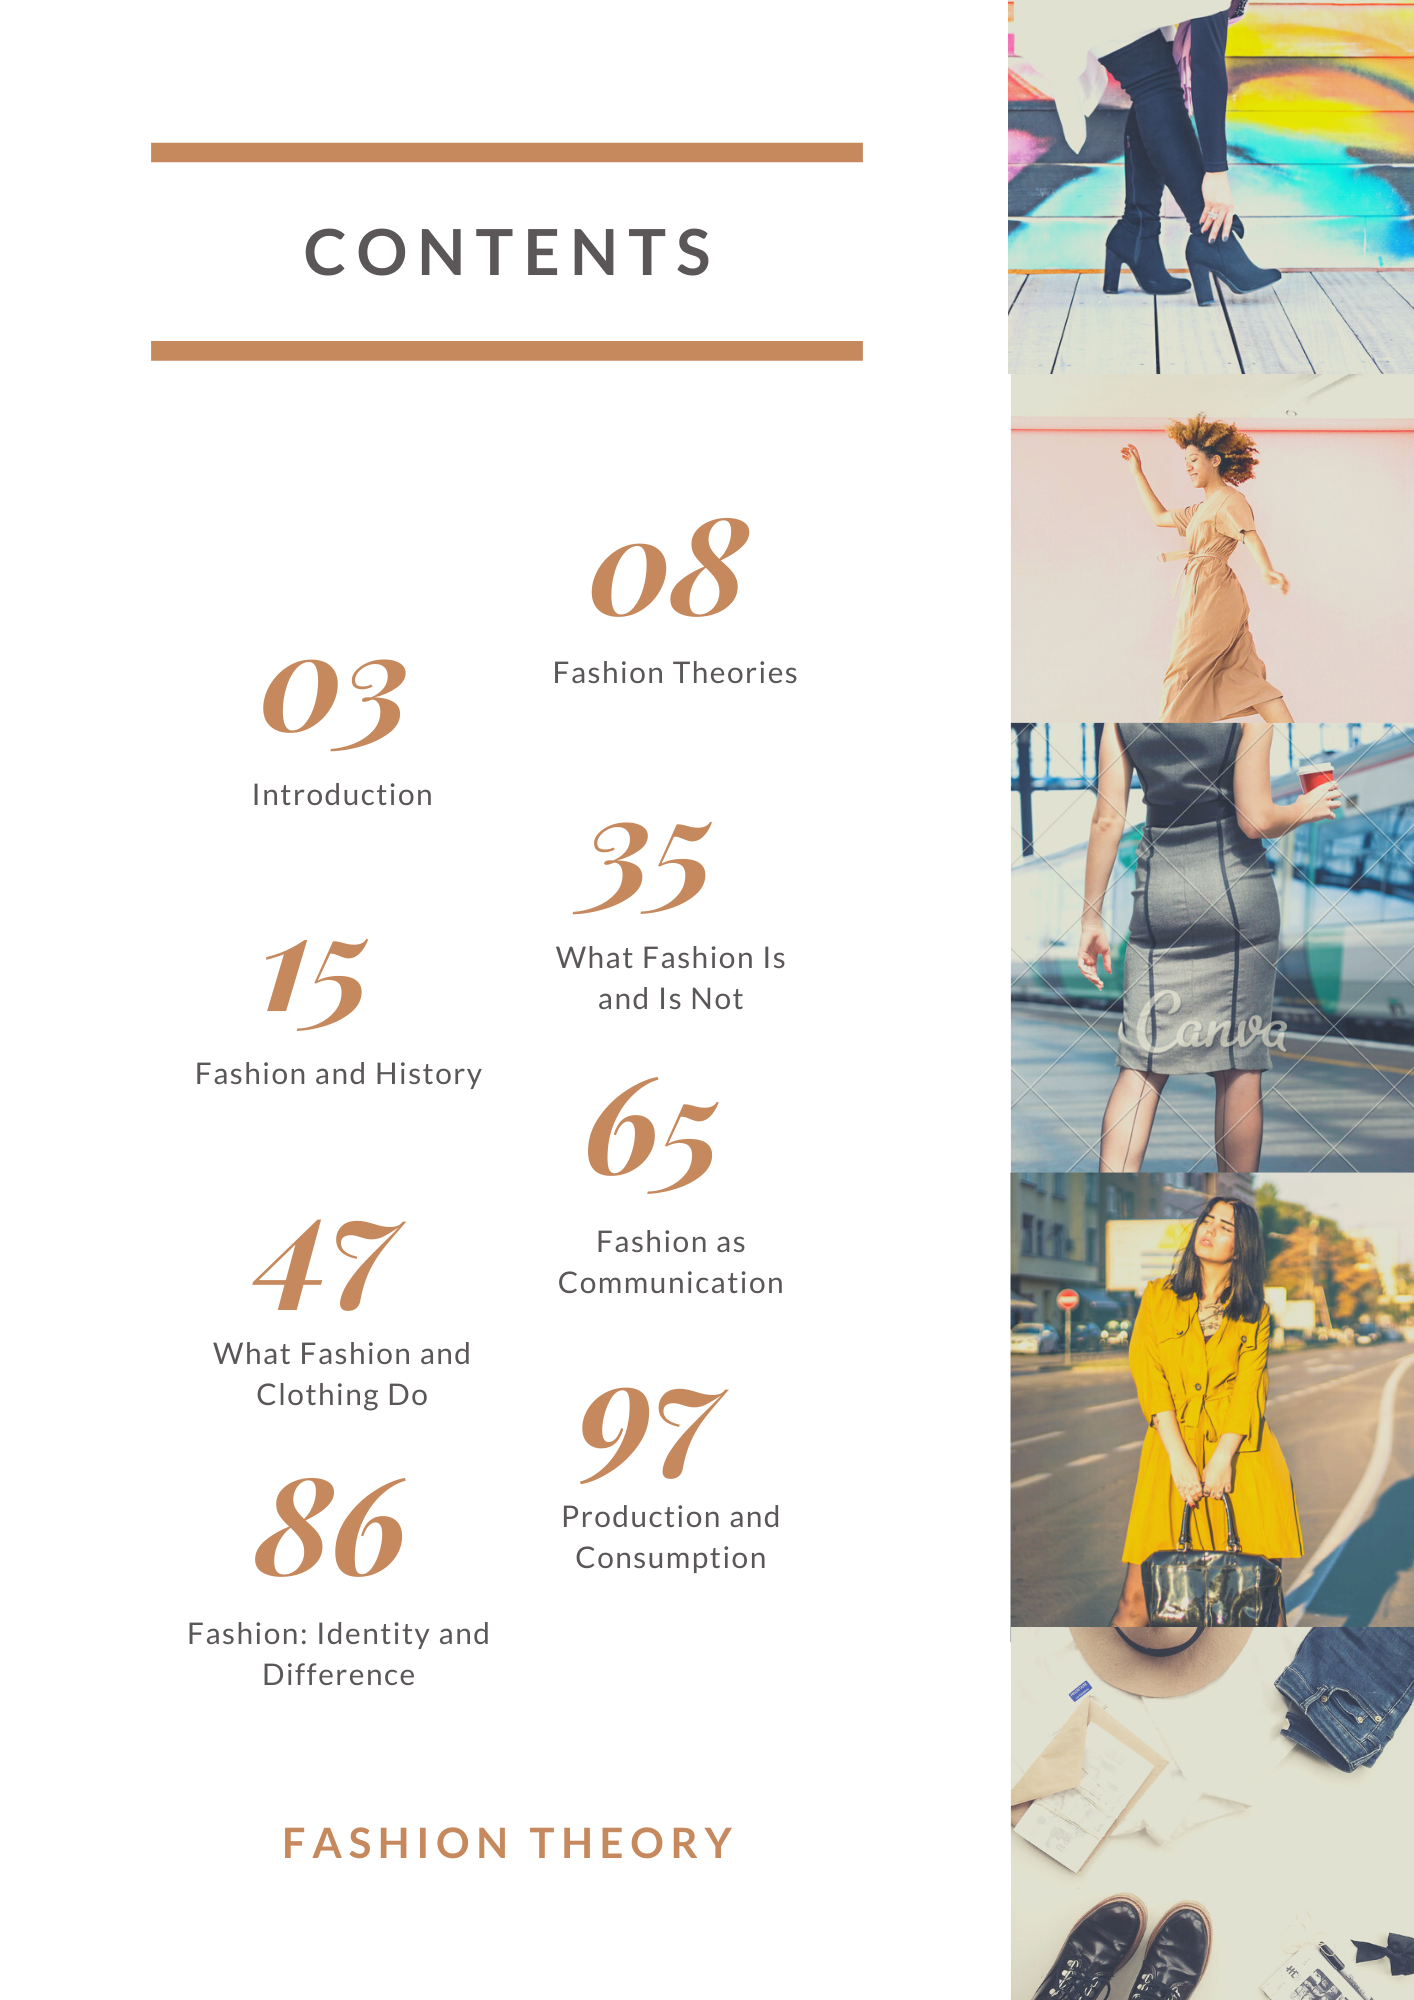 CONTENTS
03
Introduction
08
Fashion Theories
15
Fashion and History
35
What Fashion Is
and Is Not
47
What Fashion and
Clothing Do
65
Fashion as
Communication
86
Fashion: Identity and
Difference
97
Production and
Consumption
FASHION THEORY
Canva